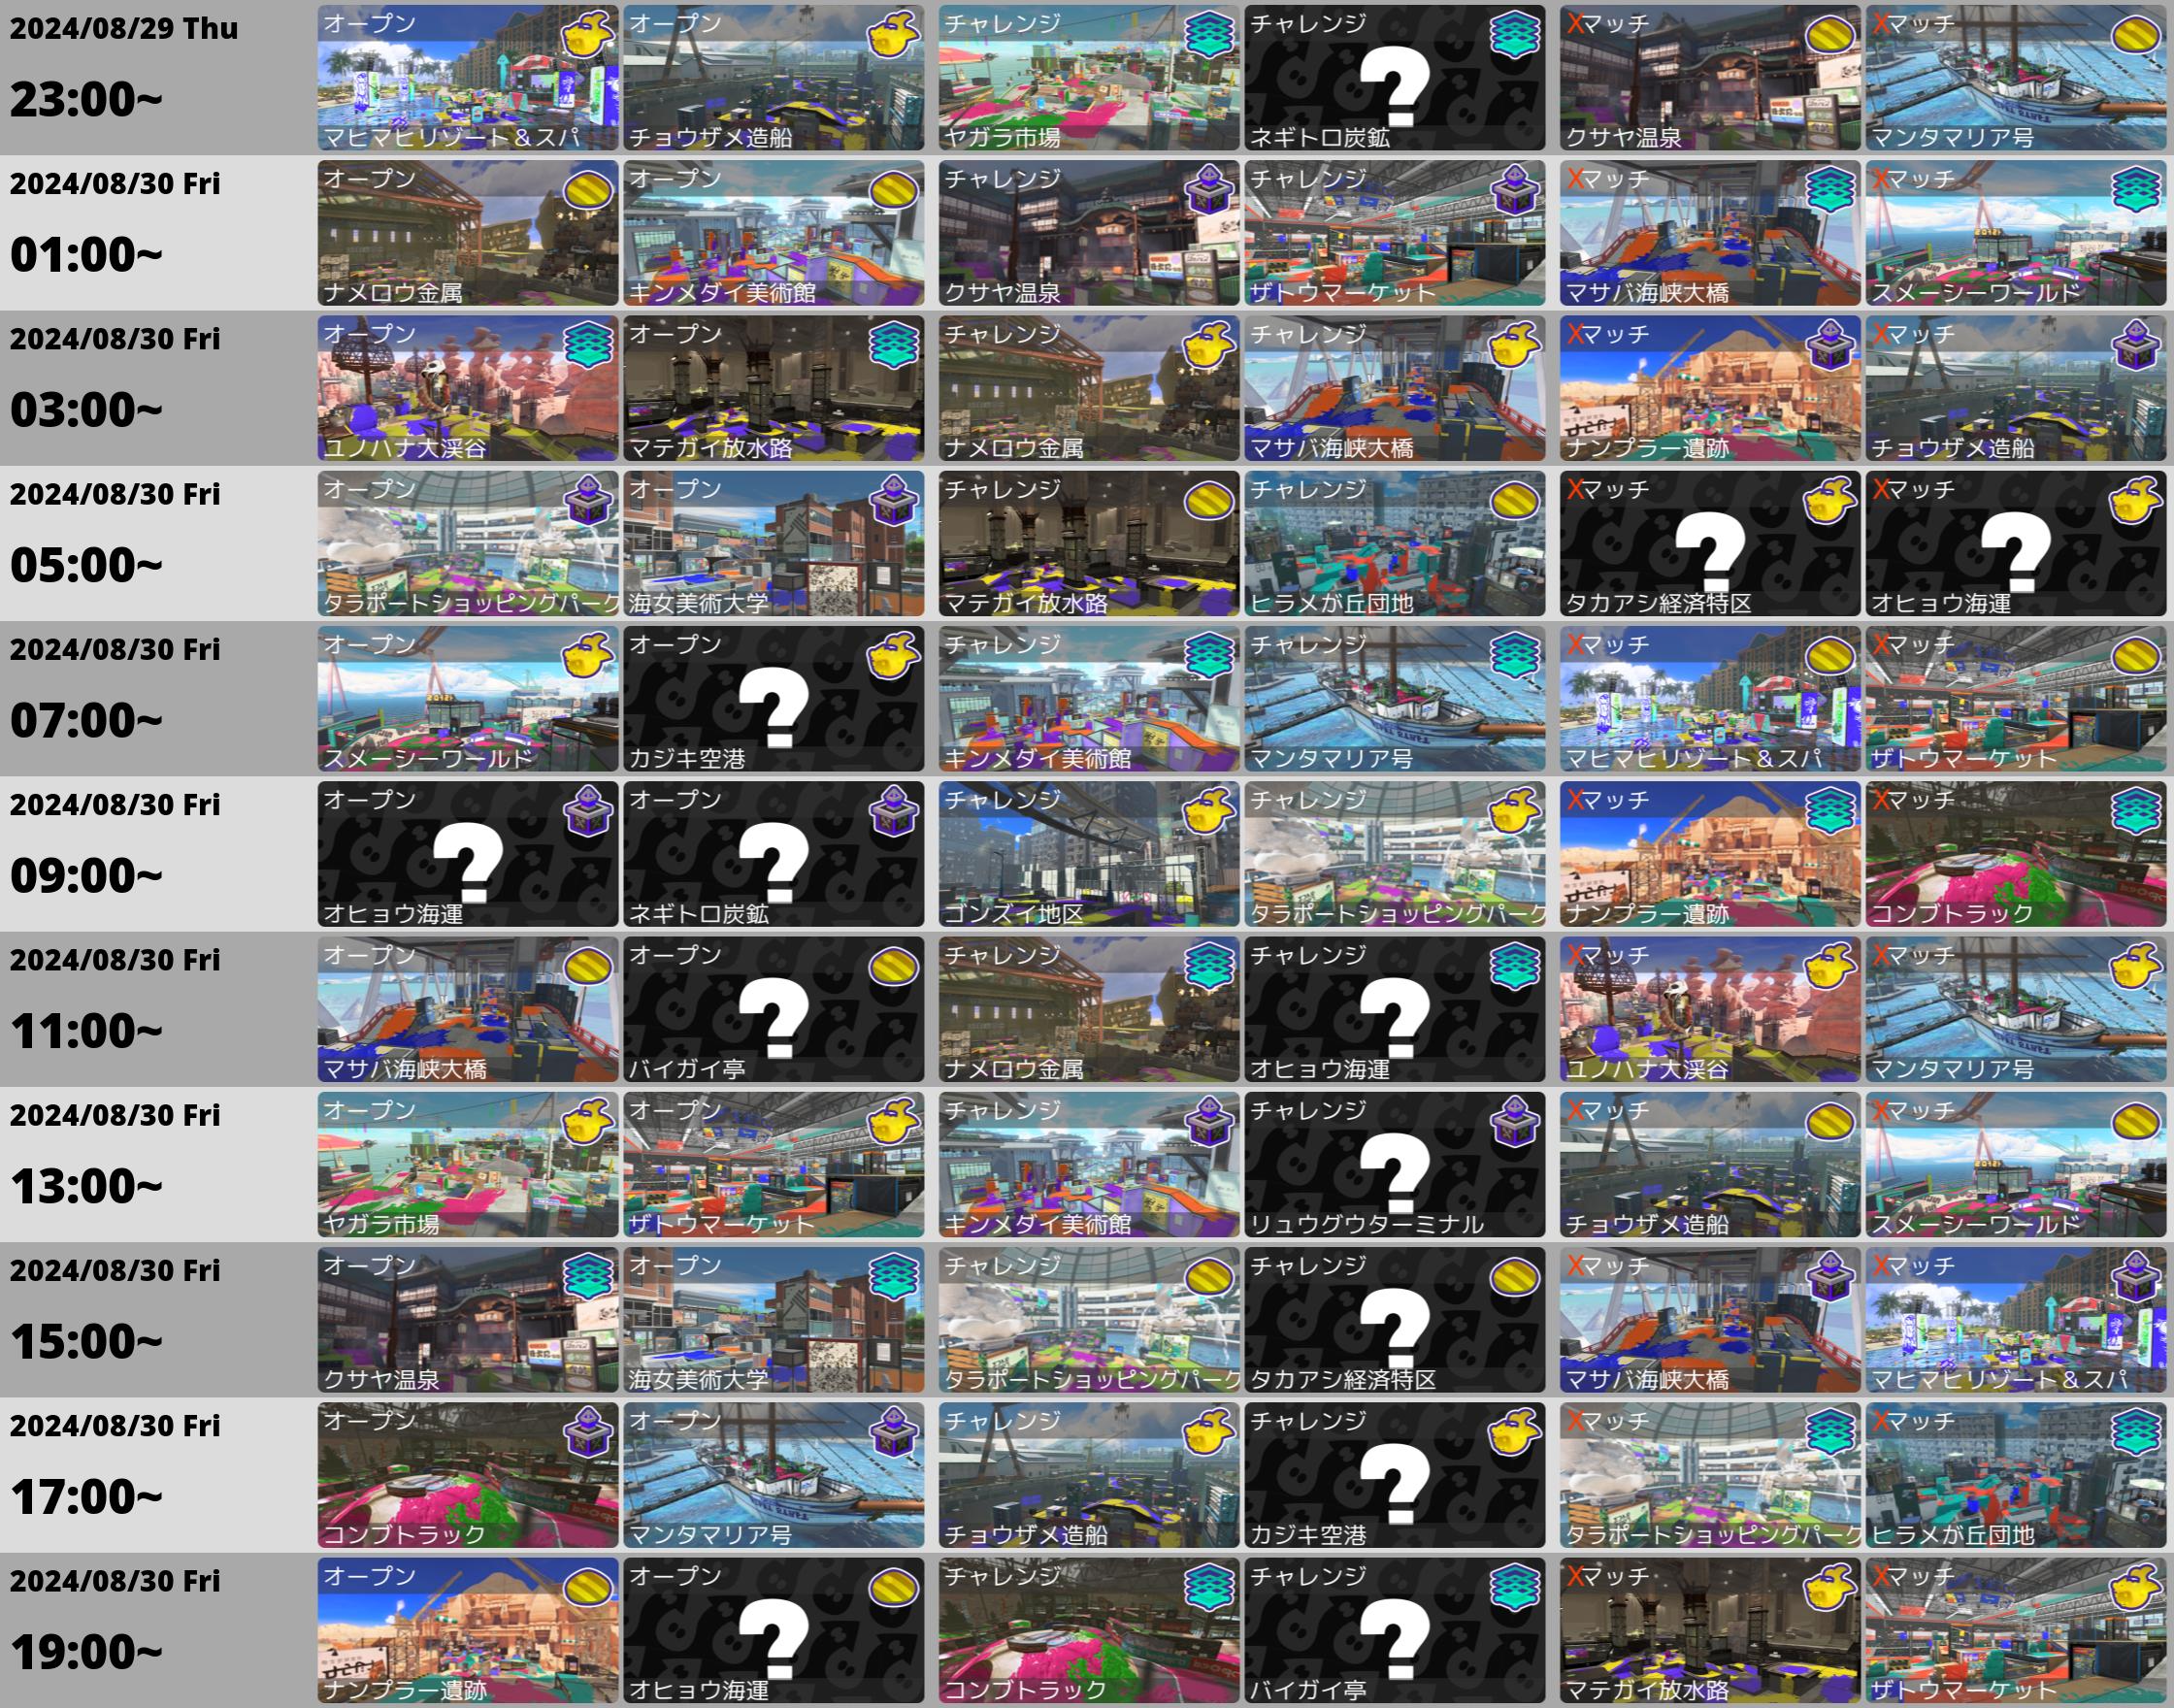 2024/08/29 Thu
23:00~
オープン
マヒマヒリゾート＆スパ
オープン
チョウザメ造船
チャレンジ
ヤガラ市場
チャレンジ
ネギトロ炭鉱
Xマッチ
クサヤ温泉
Xマッチ
マンタマリア号
2024/08/30 Fri
01:00~
オープン
ナメロウ金属
オープン
キンメダイ美術館
チャレンジ
クサヤ温泉
チャレンジ
ザトウマーケット
Xマッチ
マサバ海峡大橋
Xマッチ
スメーシーワールド
2024/08/30 Fri
03:00~
オープン
ユノハナ大渓谷
オープン
マテガイ放水路
チャレンジ
ナメロウ金属
チャレンジ
マサバ海峡大橋
Xマッチ
ナンプラー遺跡
Xマッチ
チョウザメ造船
2024/08/30 Fri
05:00~
オープン
タラポートショッピングパーク
オープン
海女美術大学
チャレンジ
マテガイ放水路
チャレンジ
ヒラメが丘団地
Xマッチ
タカアシ経済特区
Xマッチ
オヒョウ海運
2024/08/30 Fri
07:00~
オープン
スメーシーワールド
オープン
カジキ空港
チャレンジ
キンメダイ美術館
チャレンジ
マンタマリア号
Xマッチ
マヒマヒリゾート＆スパ
Xマッチ
ザトウマーケット
2024/08/30 Fri
09:00~
オープン
オヒョウ海運
オープン
ネギトロ炭鉱
チャレンジ
ゴンズイ地区
チャレンジ
タラポートショッピングパーク
Xマッチ
ナンプラー遺跡
Xマッチ
コンブトラック
2024/08/30 Fri
11:00~
オープン
マサバ海峡大橋
オープン
バイガイ亭
チャレンジ
ナメロウ金属
チャレンジ
オヒョウ海運
Xマッチ
ユノハナ大渓谷
Xマッチ
マンタマリア号
2024/08/30 Fri
13:00~
オープン
ヤガラ市場
オープン
ザトウマーケット
チャレンジ
キンメダイ美術館
チャレンジ
リュウグウターミナル
Xマッチ
チョウザメ造船
Xマッチ
スメーシーワールド
2024/08/30 Fri
15:00~
オープン
クサヤ温泉
オープン
海女美術大学
チャレンジ
タラポートショッピングパーク
チャレンジ
タカアシ経済特区
Xマッチ
マサバ海峡大橋
Xマッチ
マヒマヒリゾート＆スパ
2024/08/30 Fri
17:00~
オープン
コンブトラック
オープン
マンタマリア号
チャレンジ
チョウザメ造船
チャレンジ
カジキ空港
Xマッチ
タラポートショッピングパーク
Xマッチ
ヒラメが丘団地
2024/08/30 Fri
19:00~
オープン
ナンプラー遺跡
オープン
オヒョウ海運
チャレンジ
コンブトラック
チャレンジ
バイガイ亭
Xマッチ
マテガイ放水路
Xマッチ
ザトウマーケット